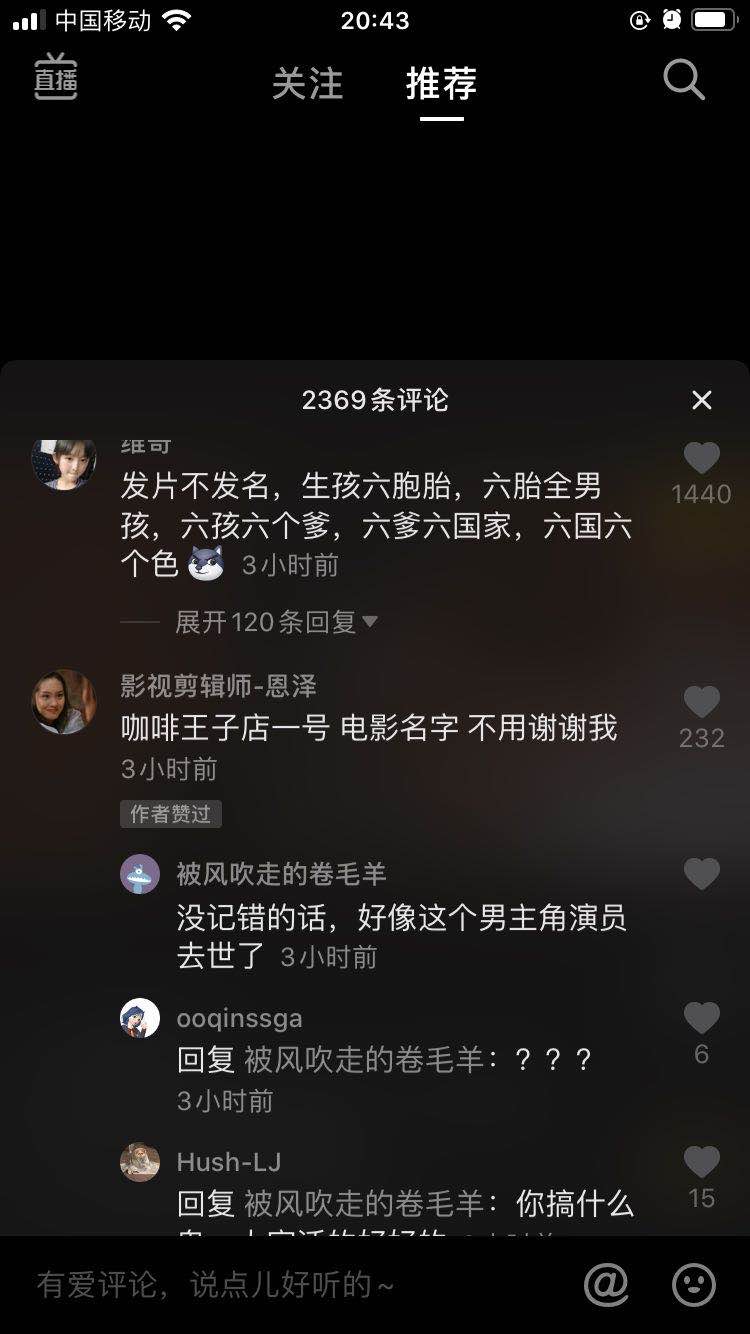 中国移动 20:43
直播 关注 推荐
2369条评论
维哥
发片不发名，生孩六胞胎，六胎全男
孩，六孩六个爹，六爹六国家，六国六
个色 3小时前
1440
展开120条回复
影视剪辑师-恩泽
咖啡王子店一号 电影名字 不用谢谢我
232
3小时前
作者赞过
被风吹走的卷毛羊
没记错的话，好像这个男主角演员
去世了 3小时前
ooqinssga
回复 被风吹走的卷毛羊：？？？
6
3小时前
Hush-LJ
回复 被风吹走的卷毛羊：你搞什么
15
有爱评论，说点儿好听的~ @